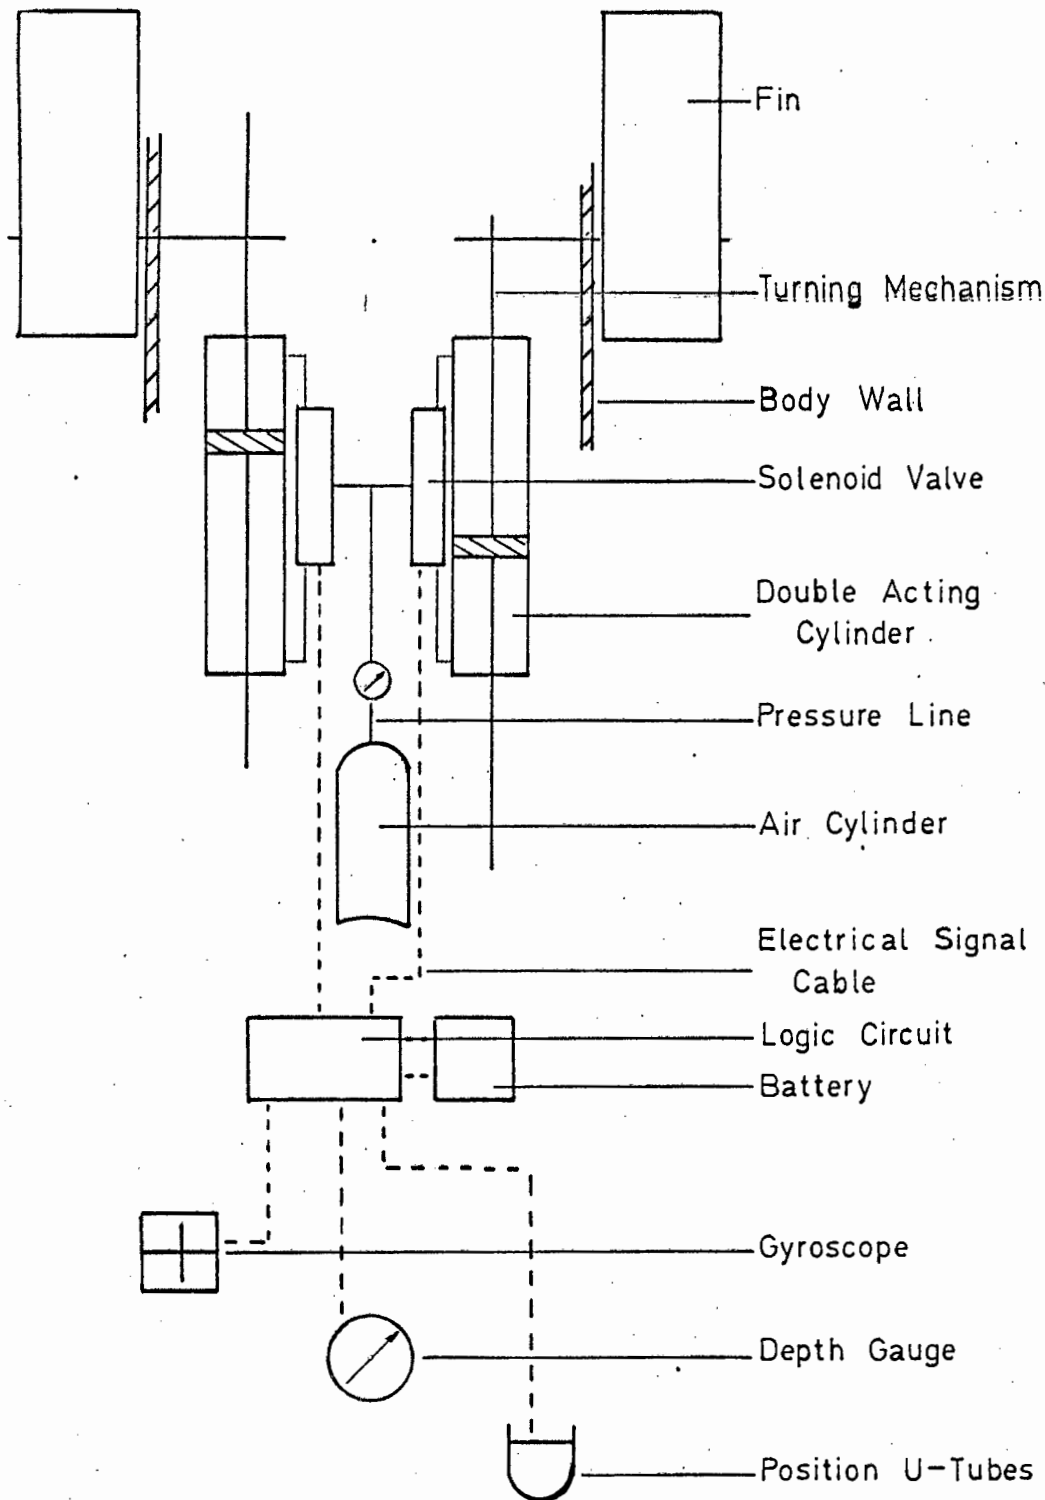 Fin
Turning Mechanism
Body Wall
Solenoid Valve
Double Acting
Cylinder
Pressure Line
Air Cylinder
Electrical Signal
Cable
Logic Circuit
Battery
Gyroscope
Depth Gauge
Position U-Tubes